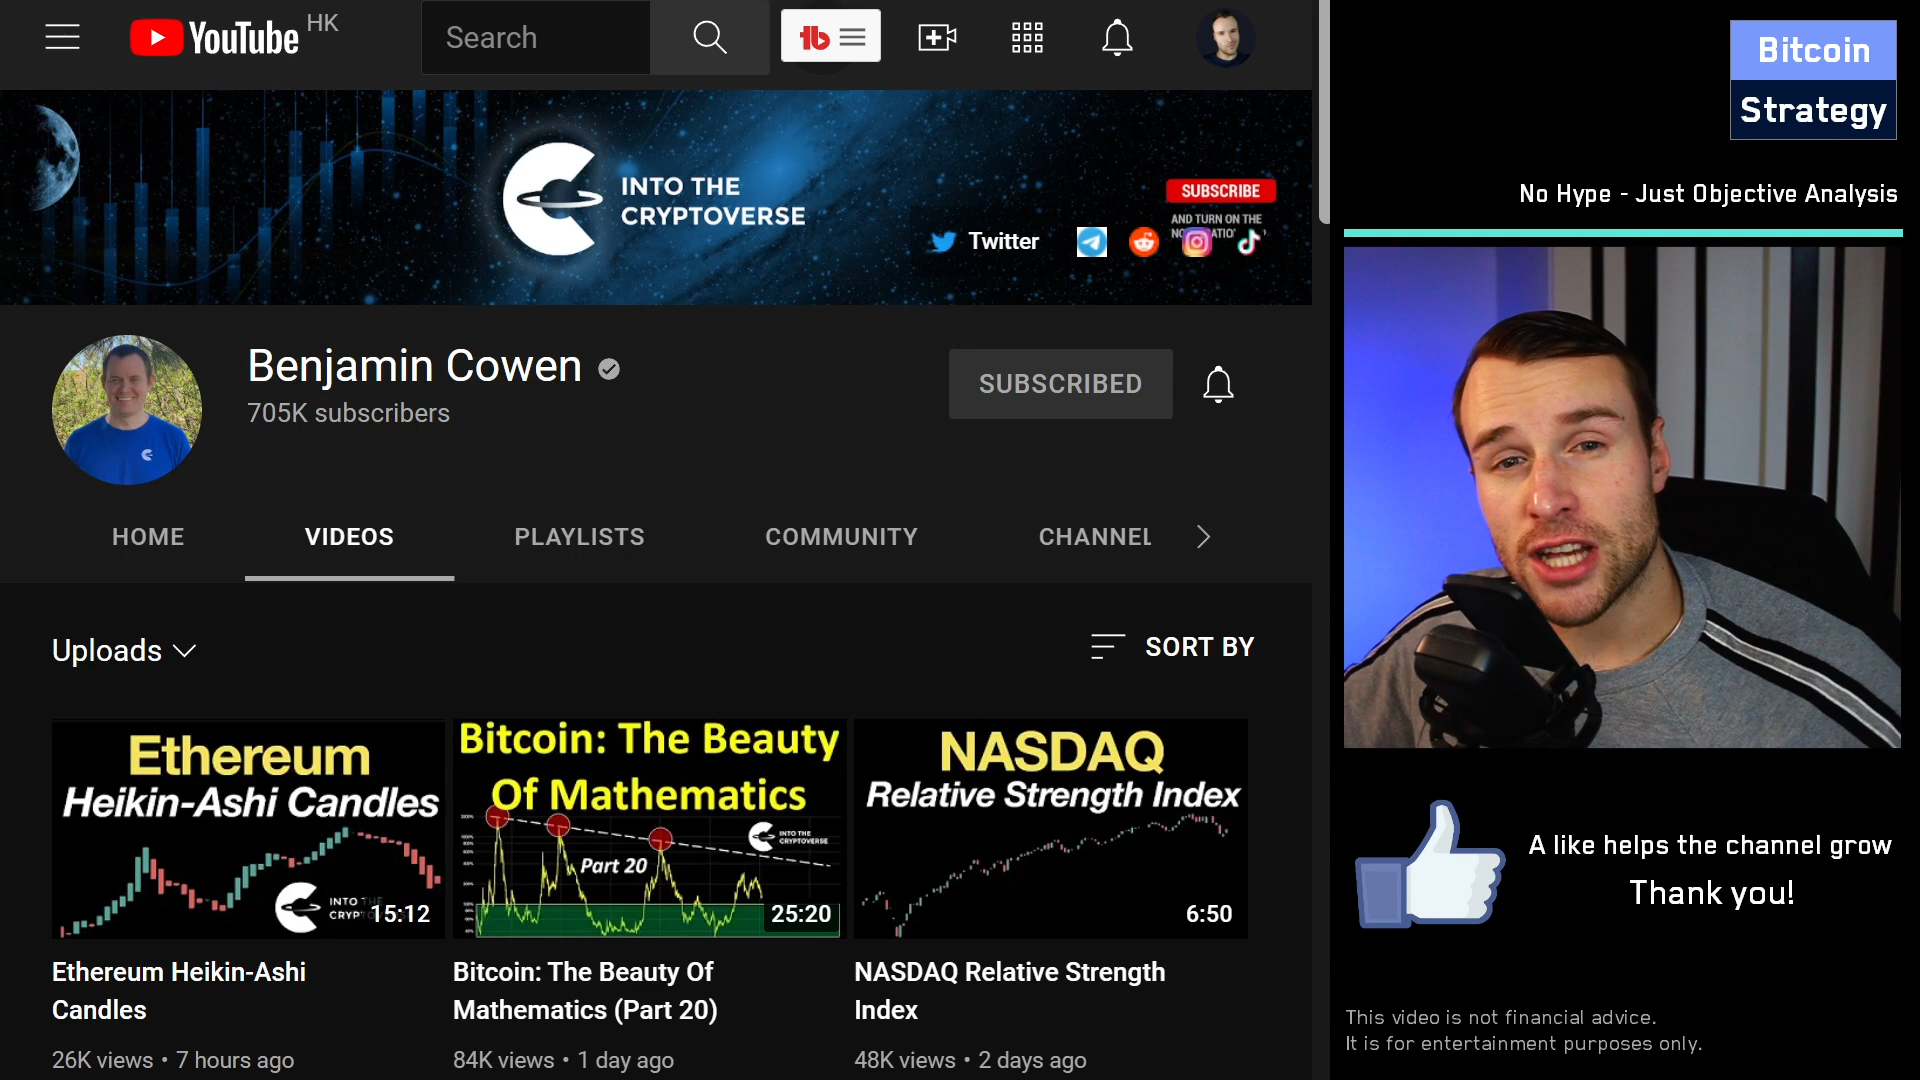 YouTube HK
Search
Bitcoin
Strategy
No Hype - Just Objective Analysis
INTO THE
CRYPTOVERSE
SUBSCRIBE
AND TURN ON THE
Twitter
Benjamin Cowen
705K subscribers
SUBSCRIBED
HOME
VIDEOS
PLAYLISTS
COMMUNITY
CHANNEL
Uploads
SORT BY
Ethereum
Heikin-Ashi Candles
INTO THE
15:12
Bitcoin: The Beauty
Of Mathematics
Part 20
INTO THE
CRYPTOVERSE
25:20
NASDAQ
Relative Strength Index
6:50
Ethereum Heikin-Ashi
Candles
26K views • 7 hours ago
Bitcoin: The Beauty Of
Mathematics (Part 20)
84K views • 1 day ago
NASDAQ Relative Strength
Index
48K views • 2 days ago
A like helps the channel grow
Thank you!
This video is not financial advice.
It is for entertainment purposes only.